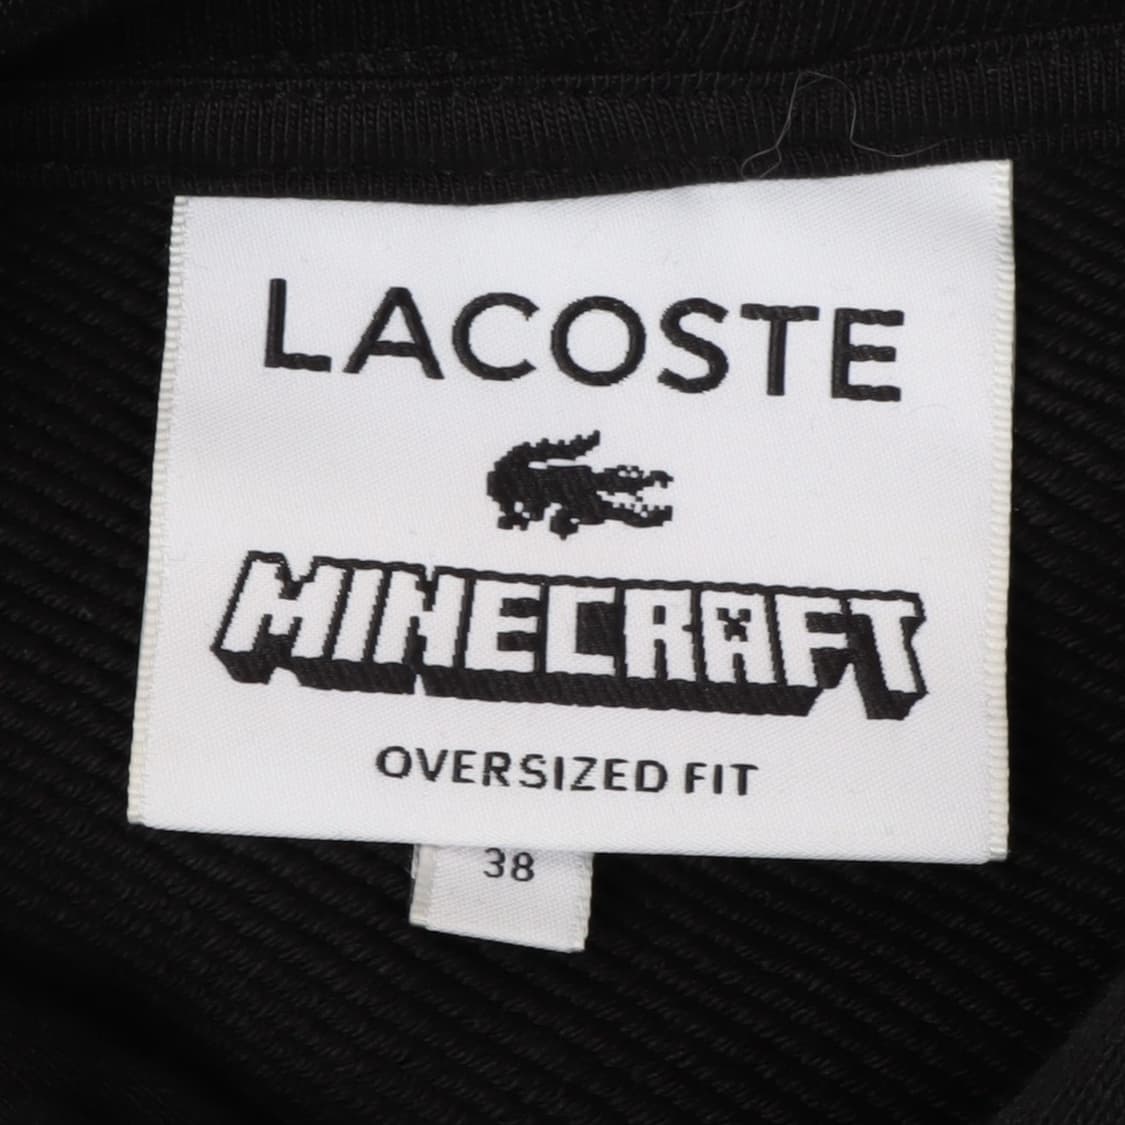 LACOSTE
MINECRAFT
OVERSIZED FIT
38